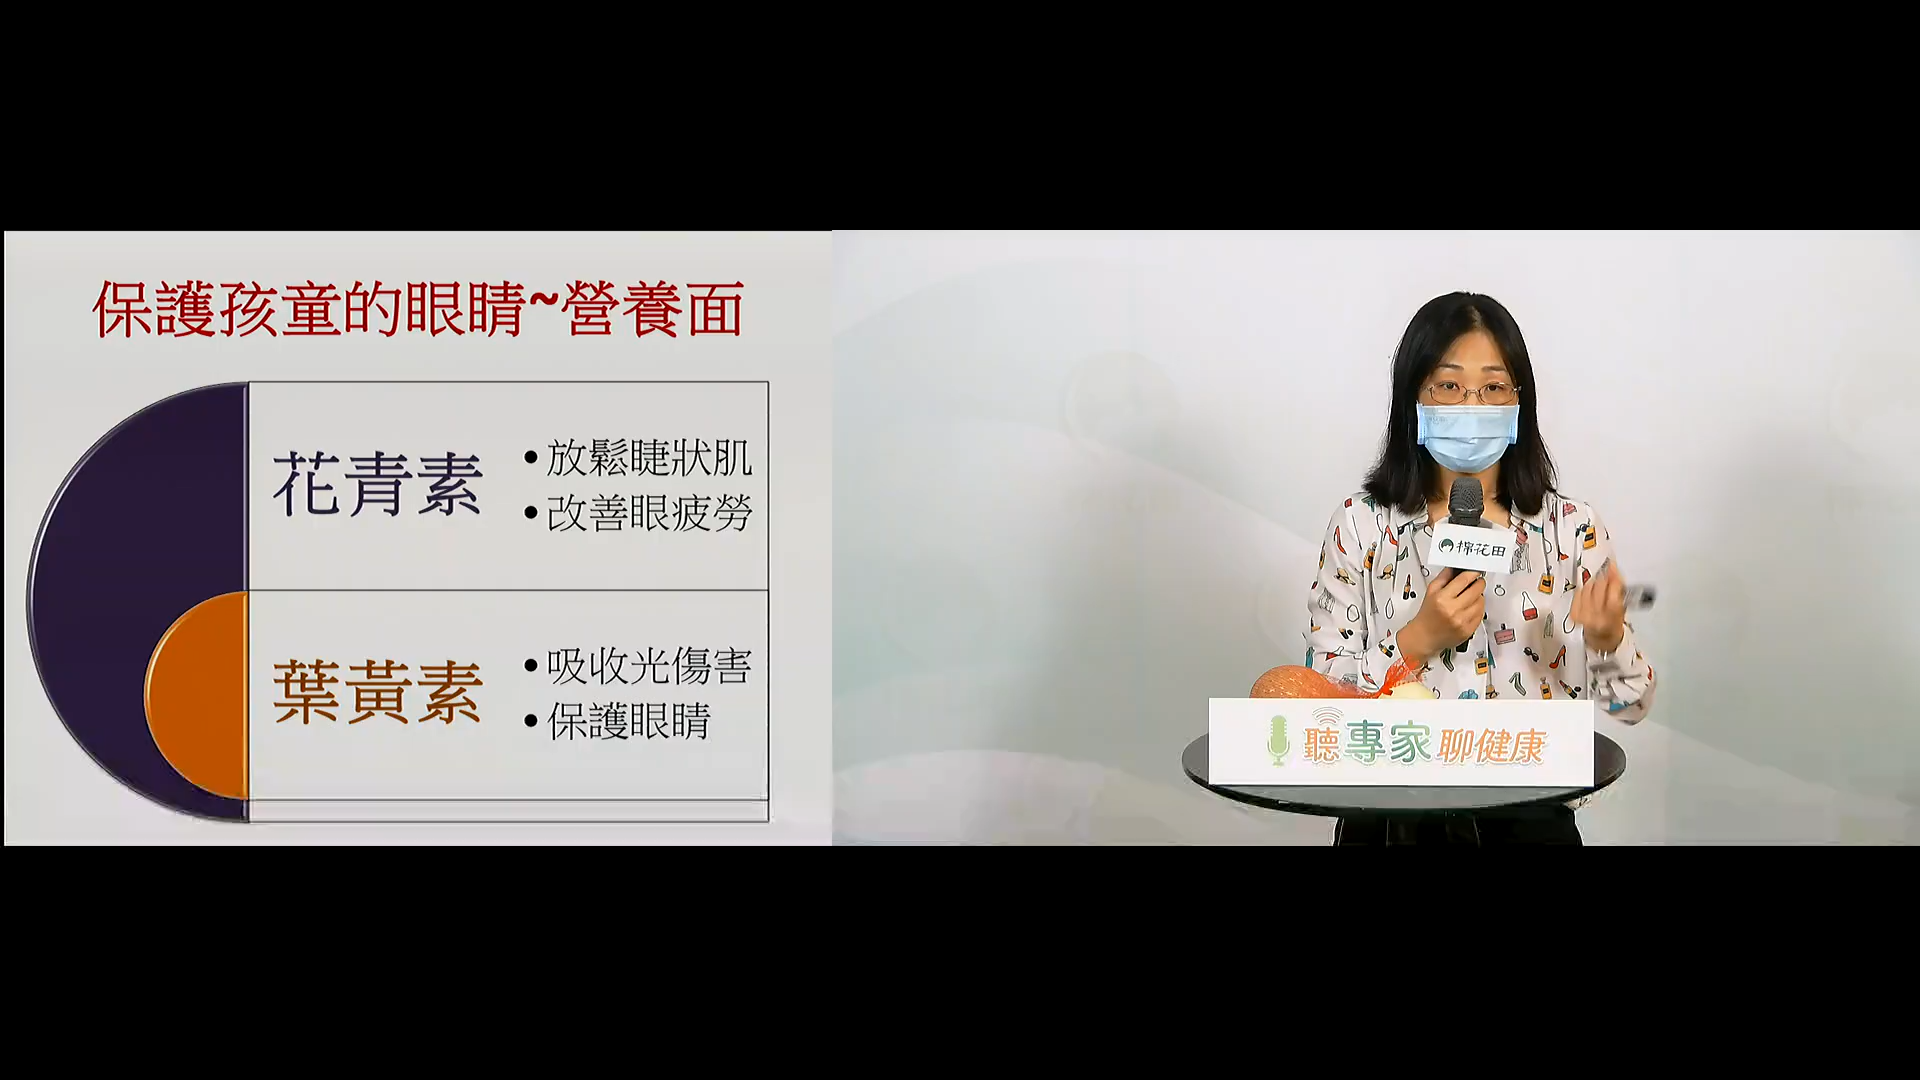 保護孩童的眼睛~營養面
花青素
•放鬆睫狀肌
•改善眼疲勞
葉黃素
•吸收光傷害
•保護眼睛
棉花田
聽專家聊健康